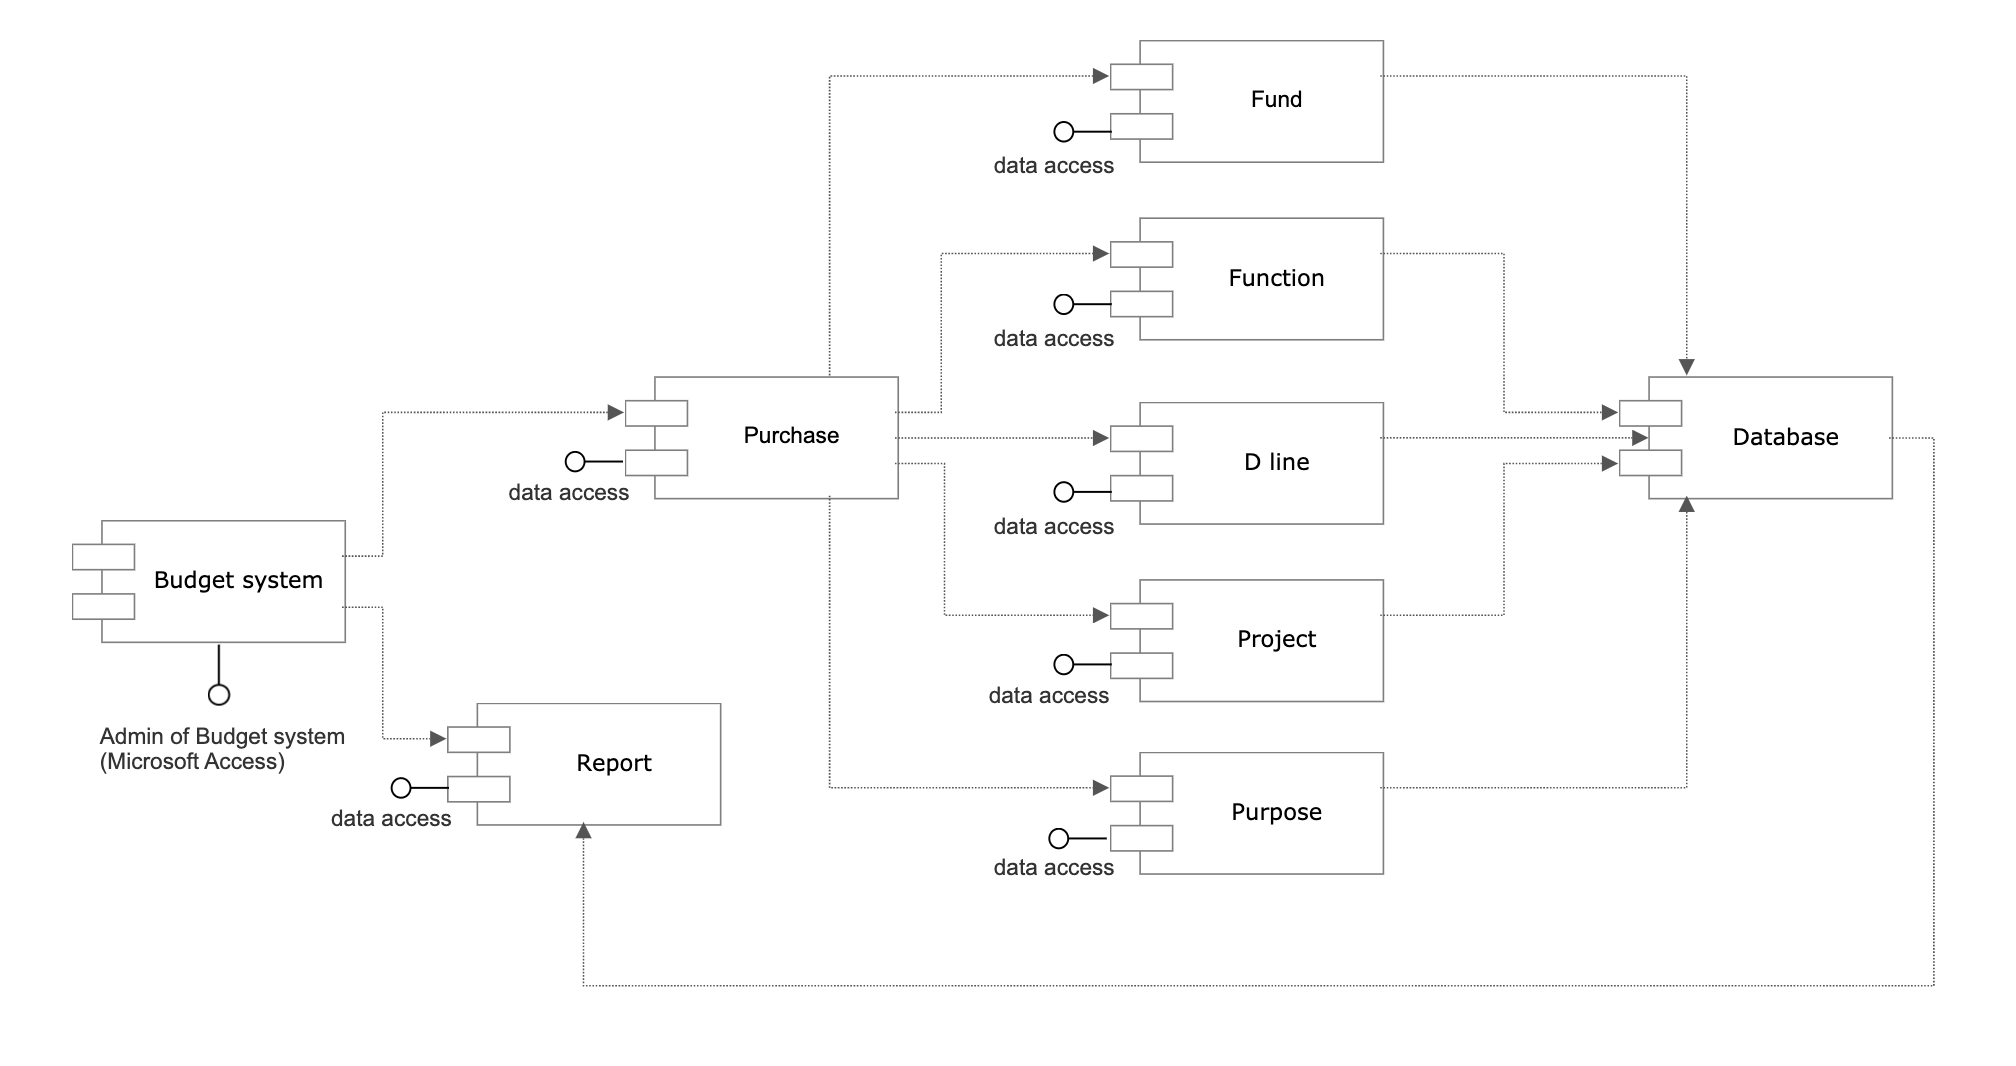 Fund
data access
Function
data access
Purchase
data access
D line
data access
Database
Budget system
Admin of Budget system
(Microsoft Access)
Project
data access
Report
data access
Purpose
data access